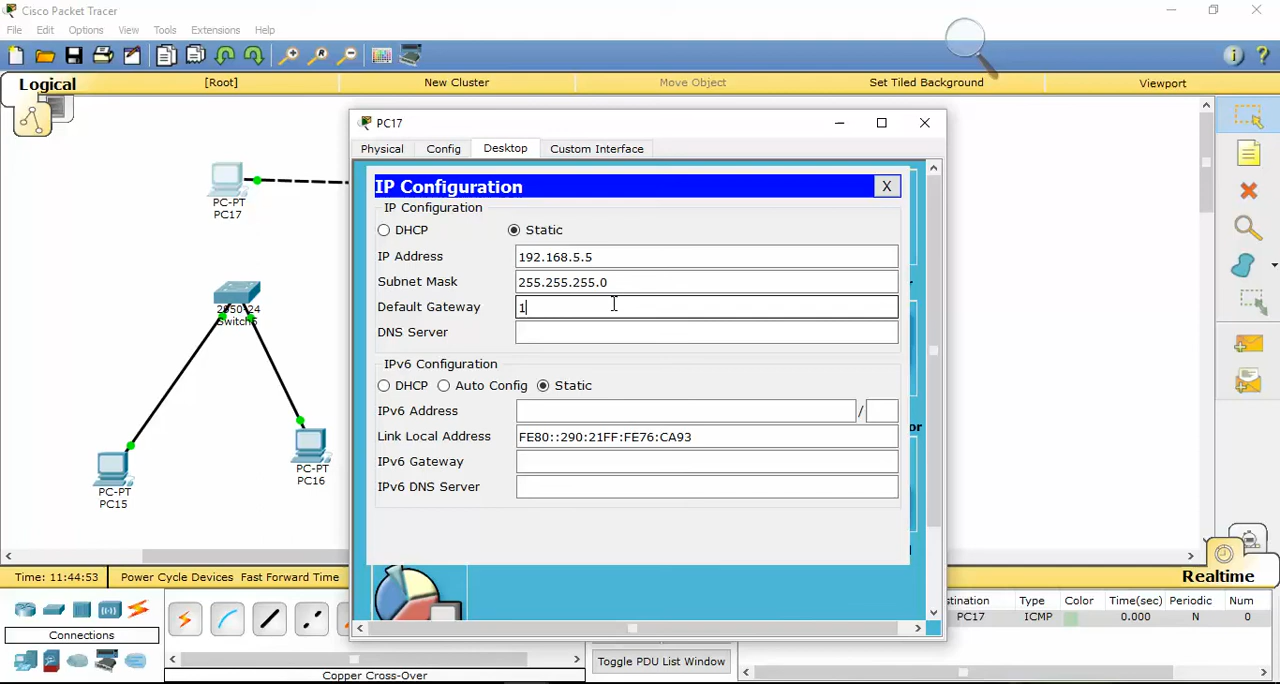 Cisco Packet Tracer
File Edit Options View Tools Extensions Help
Logical [Root] New Cluster Move Object Set Tiled Background Viewport
PC-PT
PC17
2950-24
Switch5
PC-PT
PC15
PC-PT
PC16
PC17
Physical Config Desktop Custom Interface
IP Configuration X
IP Configuration
DHCP Static
IP Address 192.168.5.5
Subnet Mask 255.255.255.0
Default Gateway 1
DNS Server
IPv6 Configuration
DHCP Auto Config Static
IPv6 Address /
Link Local Address FE80::290:21FF:FE76:CA93
IPv6 Gateway
IPv6 DNS Server
or
Time: 11:44:53 Power Cycle Devices Fast Forward Time Realtime
Connections
Copper Cross-Over
Toggle PDU List Window
stination Type Color Time(sec) Periodic Num
PC17 ICMP 0.000 N 0